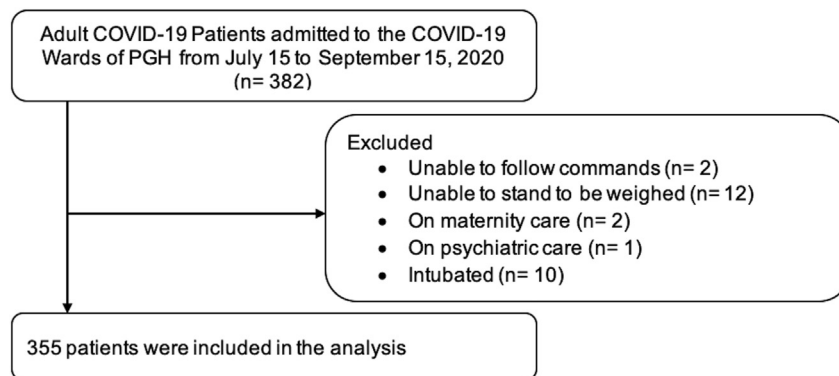 Adult COVID-19 Patients admitted to the COVID-19
Wards of PGH from July 15 to September 15, 2020
(n= 382)
Excluded
• Unable to follow commands (n= 2)
• Unable to stand to be weighed (n= 12)
• On maternity care (n= 2)
• On psychiatric care (n= 1)
• Intubated (n= 10)
355 patients were included in the analysis